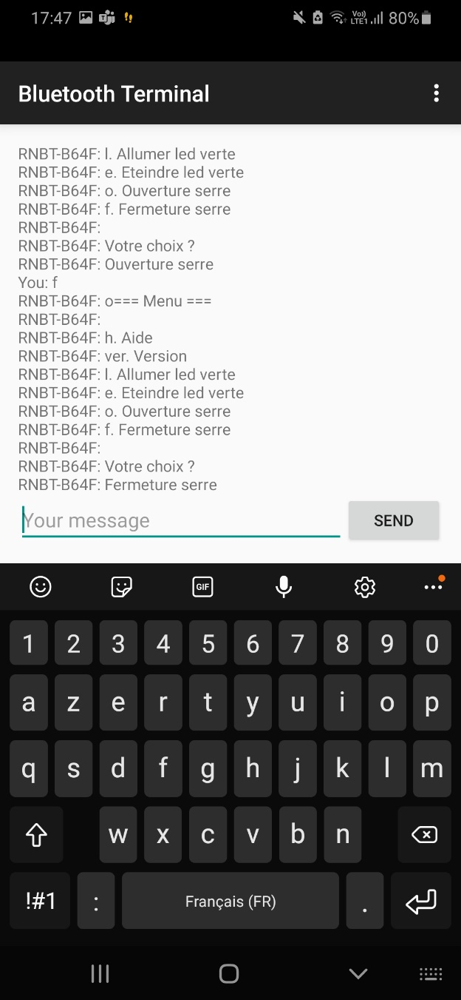 17:47
Vo))
LTE1
80%
Bluetooth Terminal
RNBT-B64F: l. Allumer led verte
RNBT-B64F: e. Eteindre led verte
RNBT-B64F: o. Ouverture serre
RNBT-B64F: f. Fermeture serre
RNBT-B64F:
RNBT-B64F: Votre choix ?
RNBT-B64F: Ouverture serre
You: f
RNBT-B64F: o=== Menu ===
RNBT-B64F:
RNBT-B64F: h. Aide
RNBT-B64F: ver. Version
RNBT-B64F: l. Allumer led verte
RNBT-B64F: e. Eteindre led verte
RNBT-B64F: o. Ouverture serre
RNBT-B64F: f. Fermeture serre
RNBT-B64F:
RNBT-B64F: Votre choix ?
RNBT-B64F: Fermeture serre
Your message
SEND
GIF
1 2 3 4 5 6 7 8 9 0
a z e r t y u i o p
q s d f g h j k l m
w x c v b n
!#1 : Français (FR) .